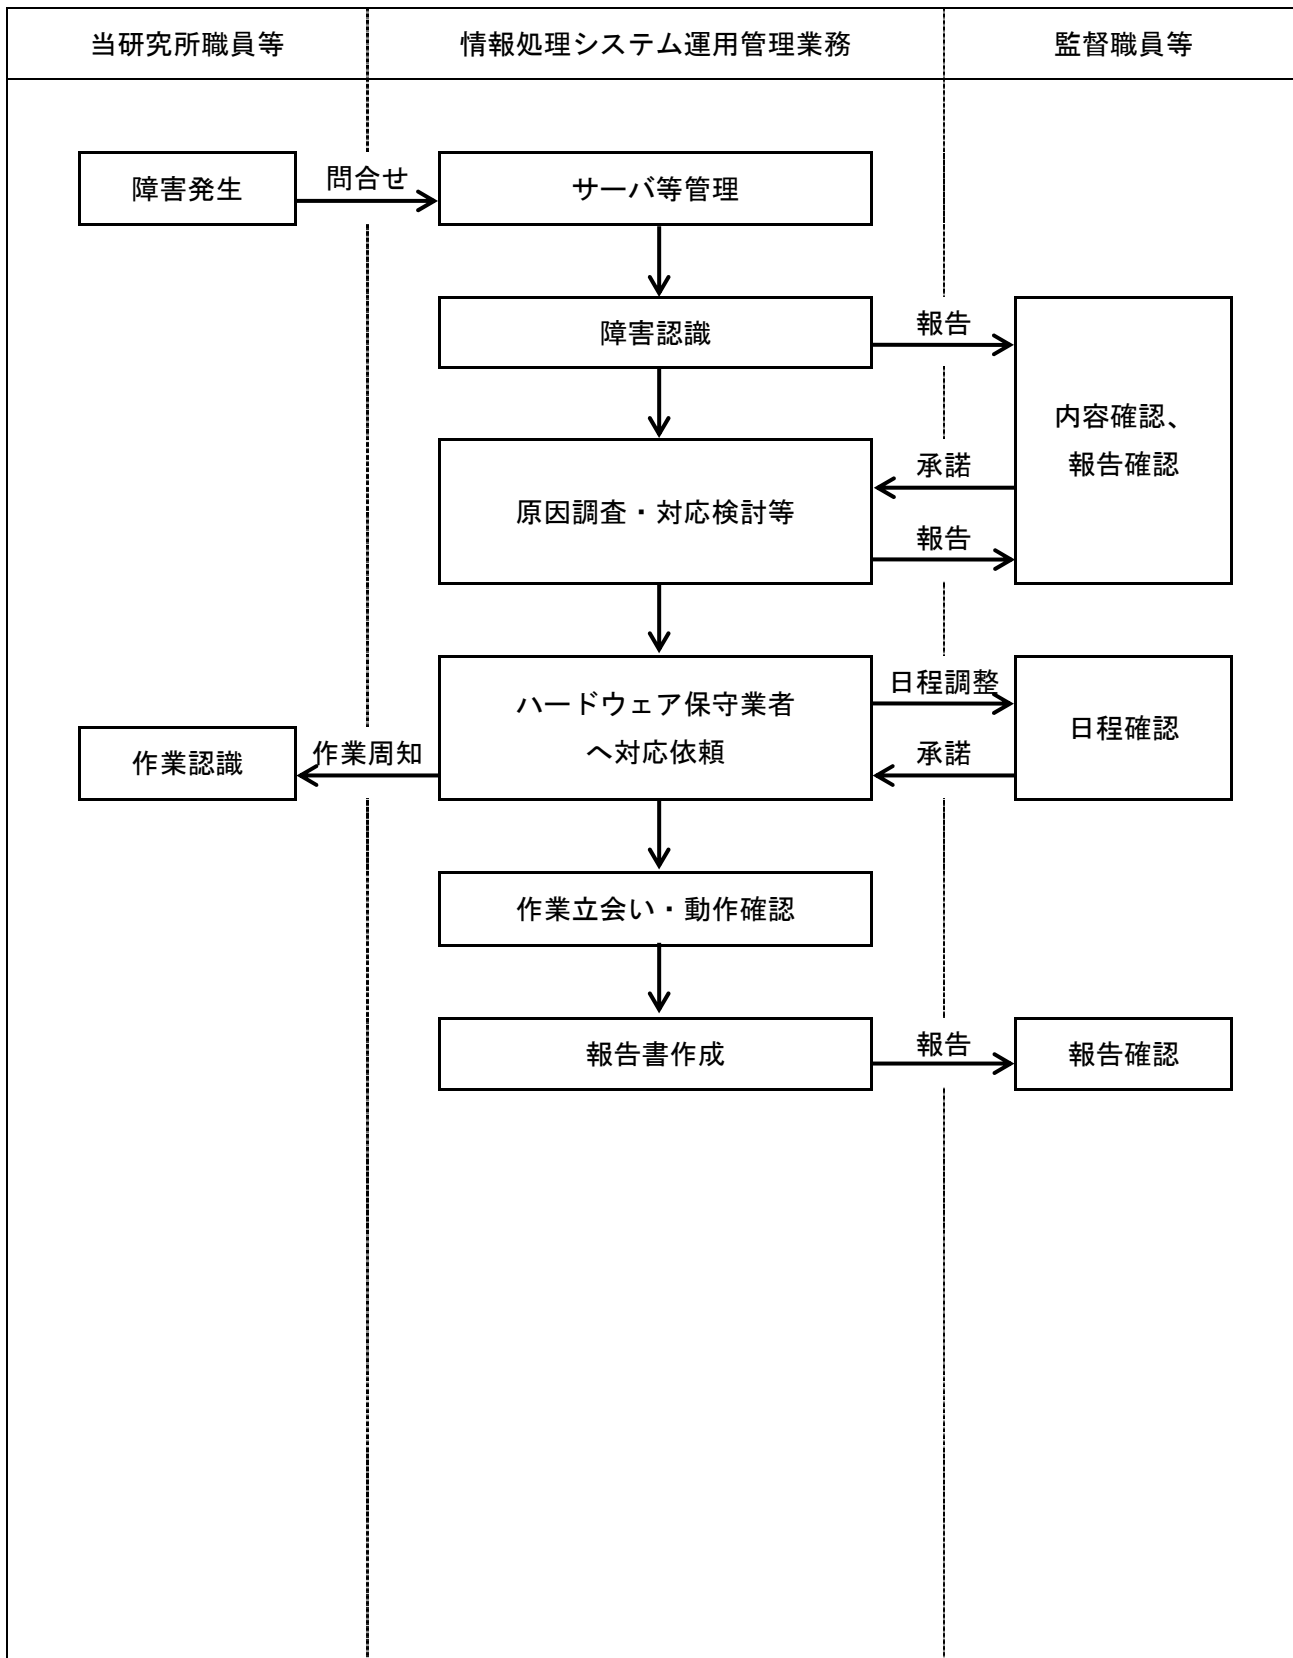 当研究所職員等
情報処理システム運用管理業務
監督職員等
障害発生
問合せ
サーバ等管理
障害認識
報告
内容確認、
報告確認
承諾
原因調査・対応検討等
報告
ハードウェア保守業者
へ対応依頼
日程調整
日程確認
承諾
作業周知
作業認識
作業立会い・動作確認
報告書作成
報告
報告確認